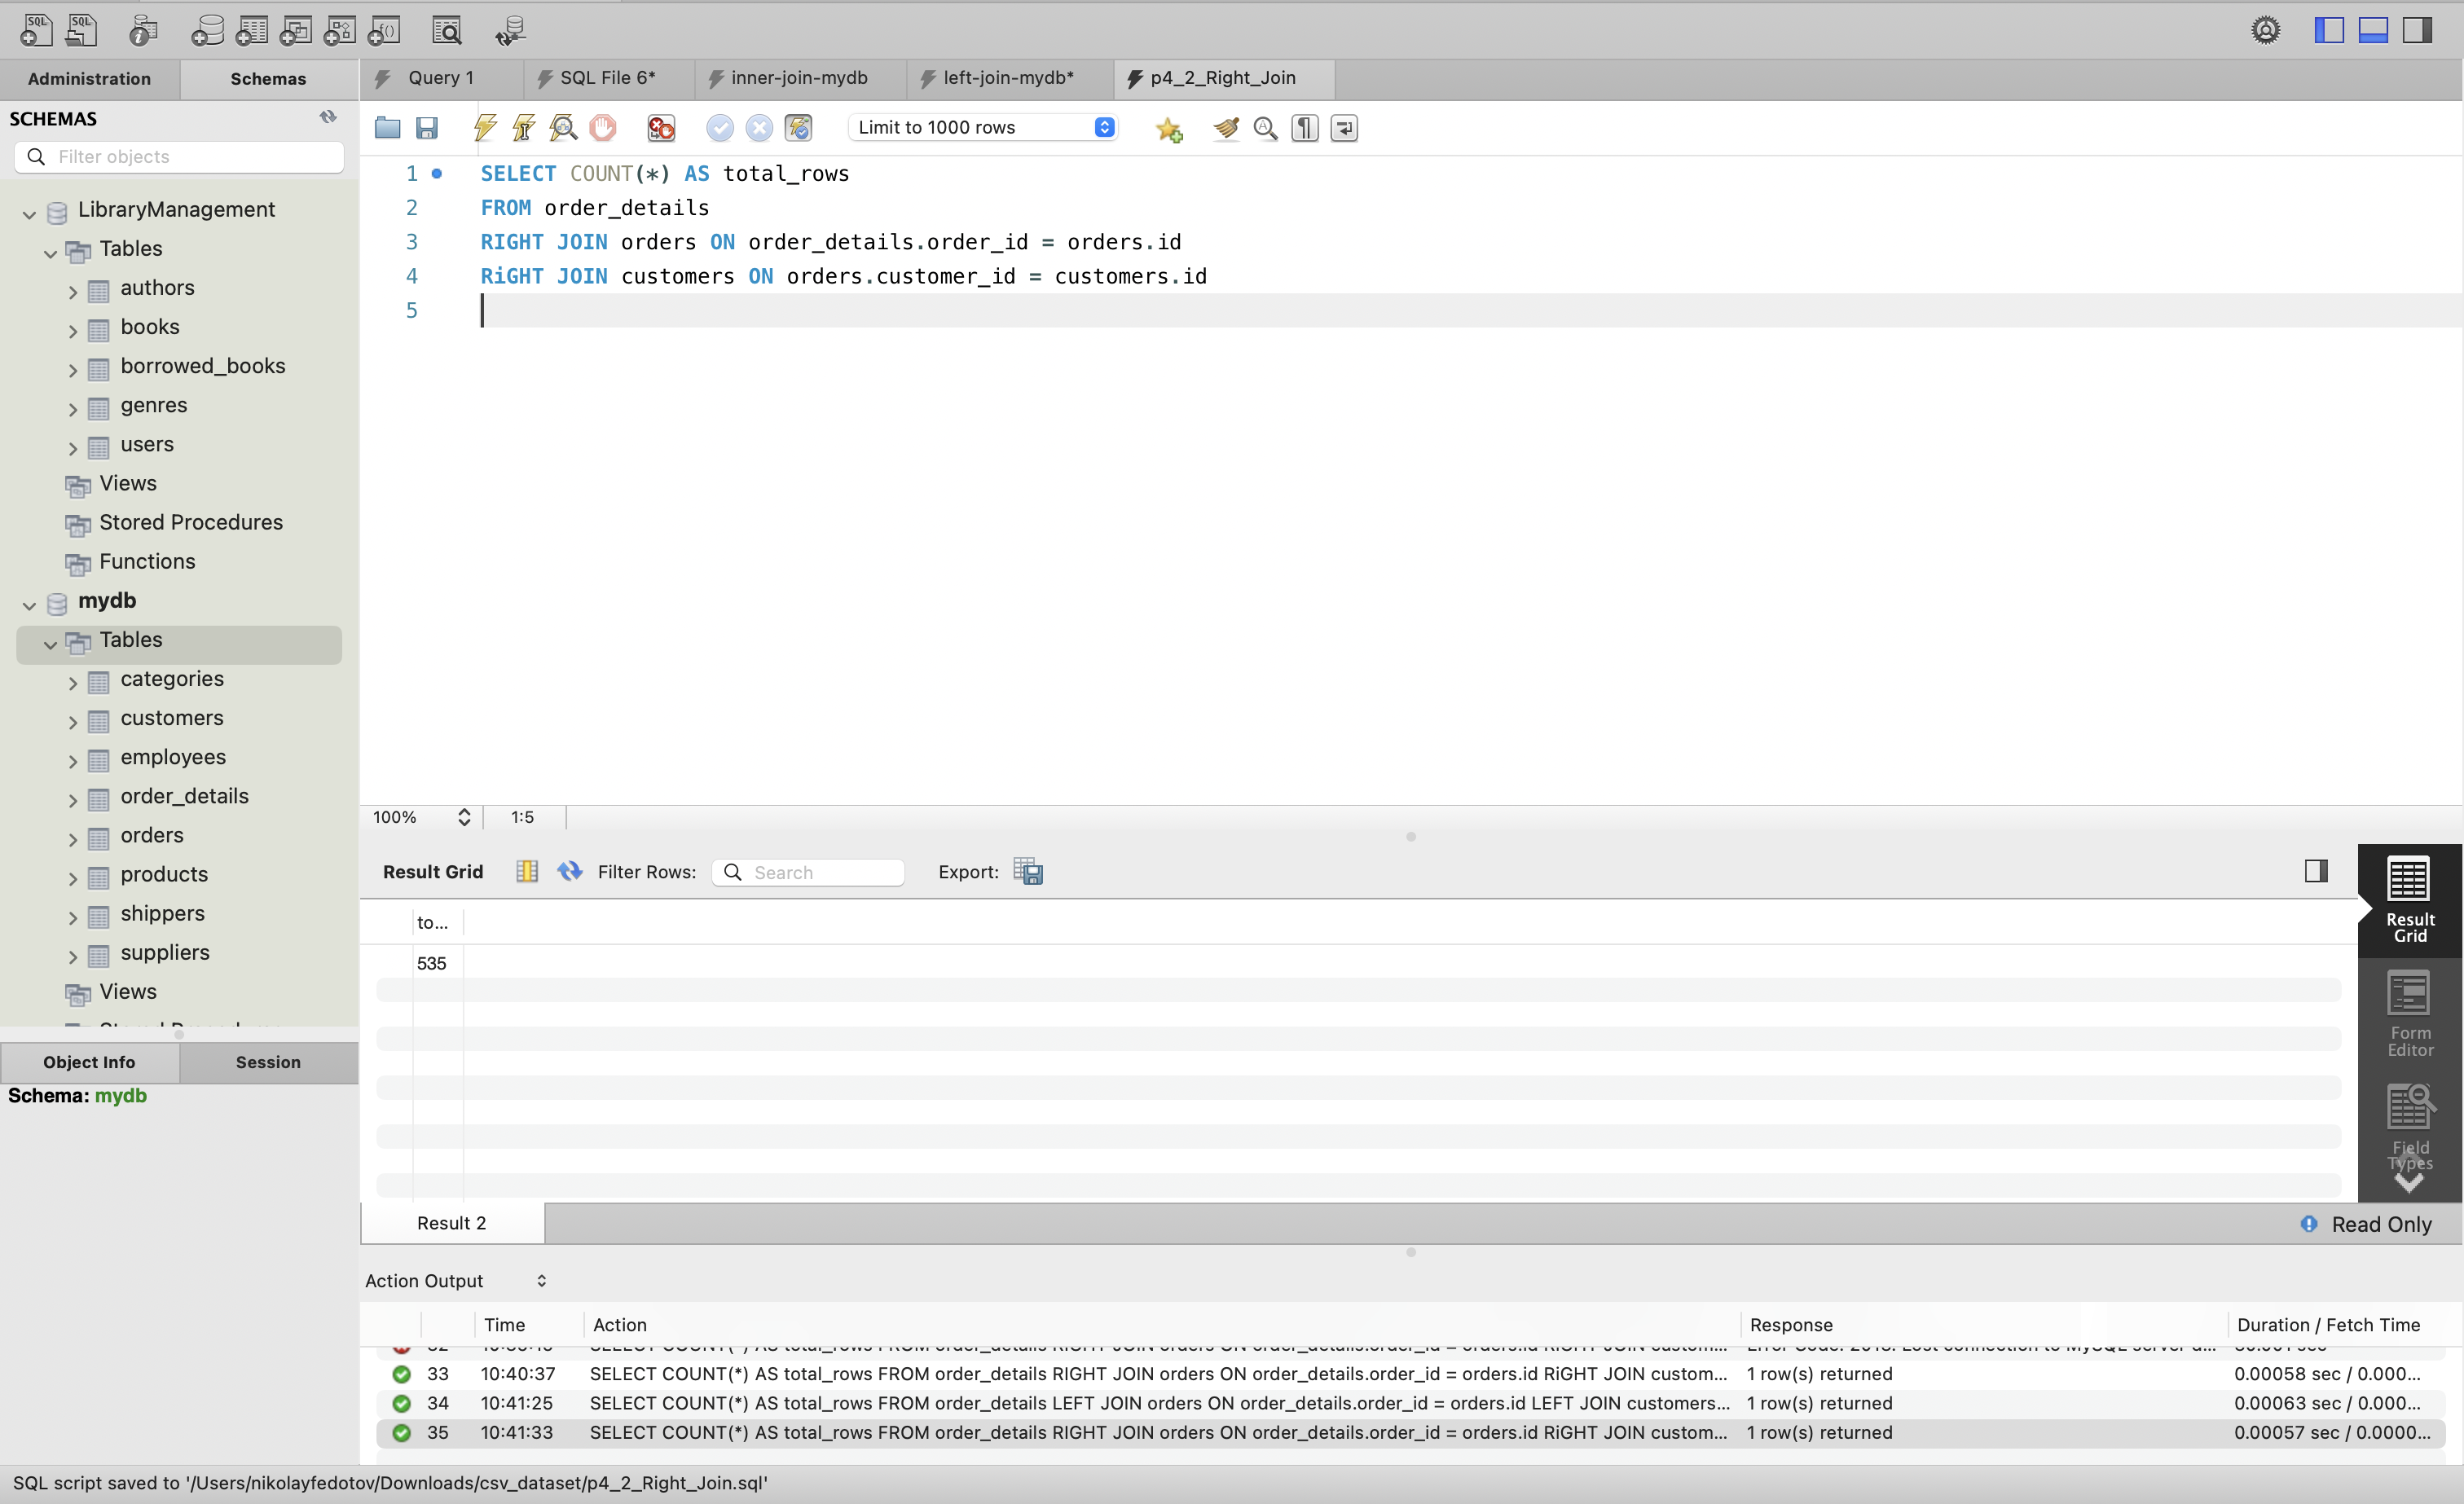 Administration
Schemas
Query 1
SQL File 6*
inner-join-mydb
left-join-mydb*
p4_2_Right_Join
SCHEMAS
Filter objects
Limit to 1000 rows
LibraryManagement
Tables
authors
books
borrowed_books
genres
users
Views
Stored Procedures
Functions
mydb
Tables
categories
customers
employees
order_details
orders
products
shippers
suppliers
Views
Object Info
Session
Schema: mydb
1 SELECT COUNT(*) AS total_rows
2 FROM order_details
3 RIGHT JOIN orders ON order_details.order_id = orders.id
4 RiGHT JOIN customers ON orders.customer_id = customers.id
5
100%
1:5
Result Grid
Filter Rows:
Search
Export:
to...
535
Result
Grid
Form
Editor
Field
Types
Result 2
Read Only
Action Output
Time Action Response Duration / Fetch Time
33 10:40:37 SELECT COUNT(*) AS total_rows FROM order_details RIGHT JOIN orders ON order_details.order_id = orders.id RiGHT JOIN custom... 1 row(s) returned 0.00058 sec / 0.000...
34 10:41:25 SELECT COUNT(*) AS total_rows FROM order_details LEFT JOIN orders ON order_details.order_id = orders.id LEFT JOIN customers... 1 row(s) returned 0.00063 sec / 0.000...
35 10:41:33 SELECT COUNT(*) AS total_rows FROM order_details RIGHT JOIN orders ON order_details.order_id = orders.id RiGHT JOIN custom... 1 row(s) returned 0.00057 sec / 0.0000...
SQL script saved to '/Users/nikolayfedotov/Downloads/csv_dataset/p4_2_Right_Join.sql'